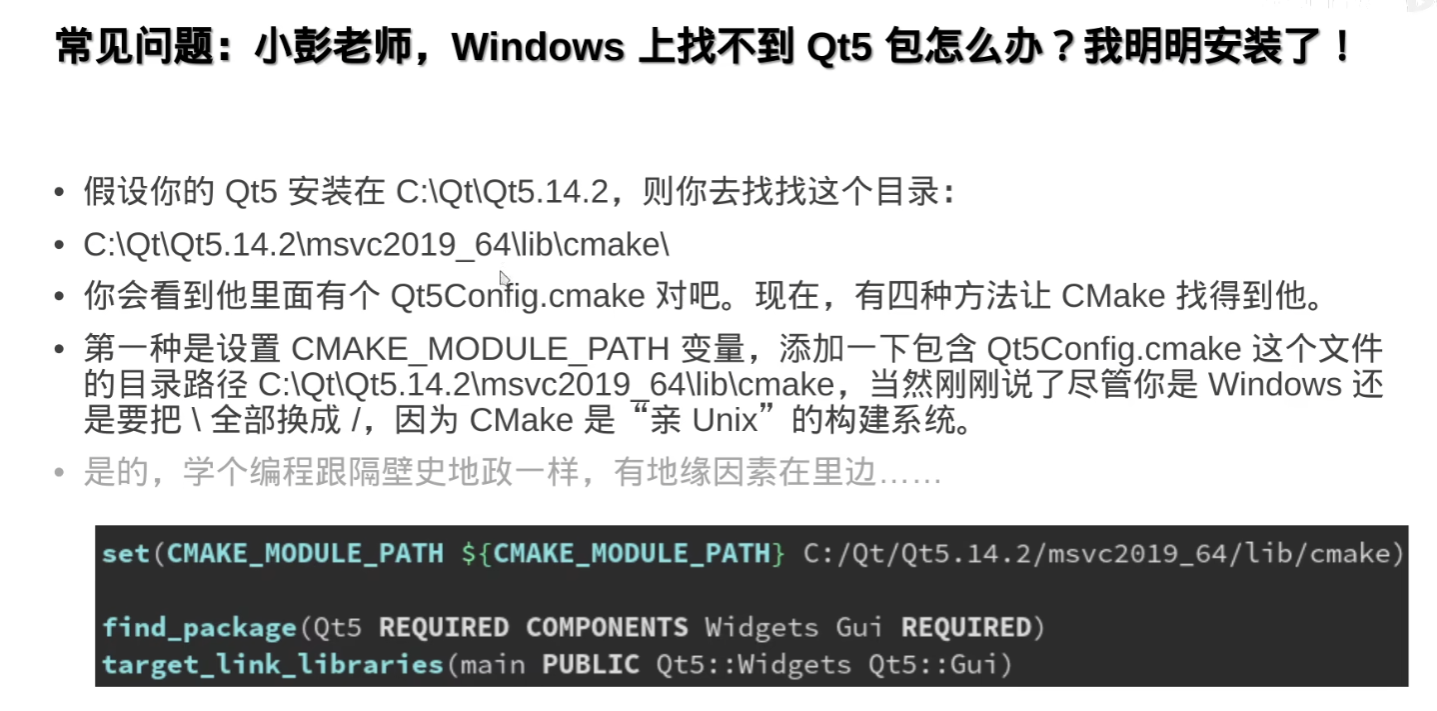 常见问题：小彭老师，Windows 上找不到 Qt5 包怎么办？我明明安装了！
• 假设你的 Qt5 安装在 C:\Qt\Qt5.14.2，则你去找找这个目录：
• C:\Qt\Qt5.14.2\msvc2019_64\lib\cmake\
• 你会看到他里面有个 Qt5Config.cmake 对吧。现在，有四种方法让 CMake 找得到他。
• 第一种是设置 CMAKE_MODULE_PATH 变量，添加一下包含 Qt5Config.cmake 这个文件
的目录路径 C:\Qt\Qt5.14.2\msvc2019_64\lib\cmake，当然刚刚说了尽管你是 Windows 还
是要把 \ 全部换成 /，因为 CMake 是“亲 Unix”的构建系统。
• 是的，学个编程跟隔壁史地政一样，有地缘因素在里边……
set(CMAKE_MODULE_PATH ${CMAKE_MODULE_PATH} C:/Qt/Qt5.14.2/msvc2019_64/lib/cmake)
find_package(Qt5 REQUIRED COMPONENTS Widgets Gui REQUIRED)
target_link_libraries(main PUBLIC Qt5::Widgets Qt5::Gui)